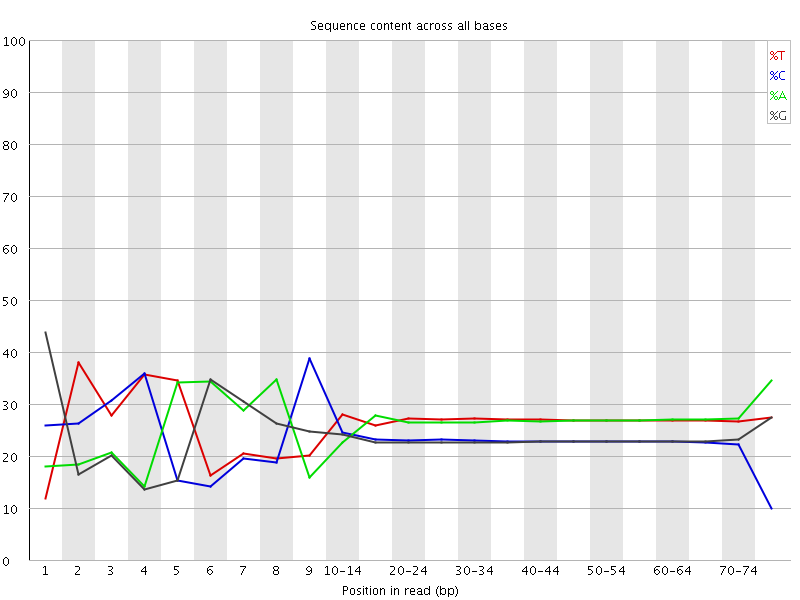 Sequence content across all bases
%T
%C
%A
%G
100
90
80
70
60
50
40
30
20
10
0
1 2 3 4 5 6 7 8 9 10-14 20-24 30-34 40-44 50-54 60-64 70-74
Position in read (bp)